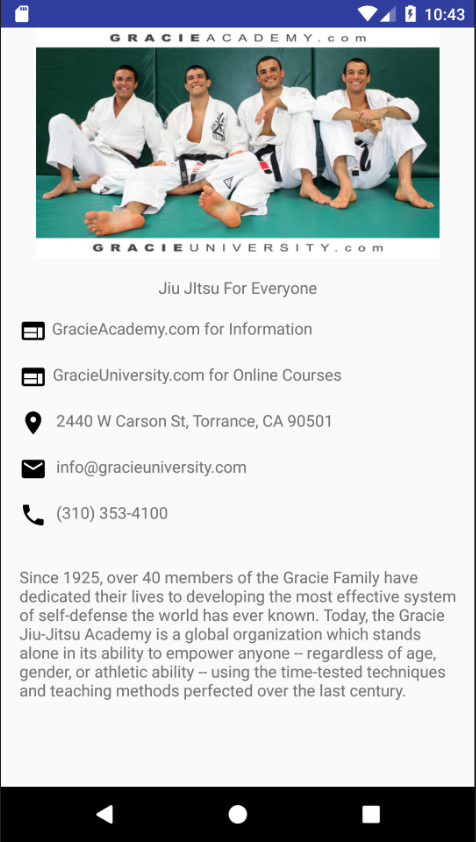 10:43
GRACIEACADEMY.com
GRACIEUNIVERSITY.com
Jiu JItsu For Everyone
GracieAcademy.com for Information
GracieUniversity.com for Online Courses
2440 W Carson St, Torrance, CA 90501
info@gracieuniversity.com
(310) 353-4100
Since 1925, over 40 members of the Gracie Family have
dedicated their lives to developing the most effective system
of self-defense the world has ever known. Today, the Gracie
Jiu-Jitsu Academy is a global organization which stands
alone in its ability to empower anyone -- regardless of age,
gender, or athletic ability -- using the time-tested techniques
and teaching methods perfected over the last century.